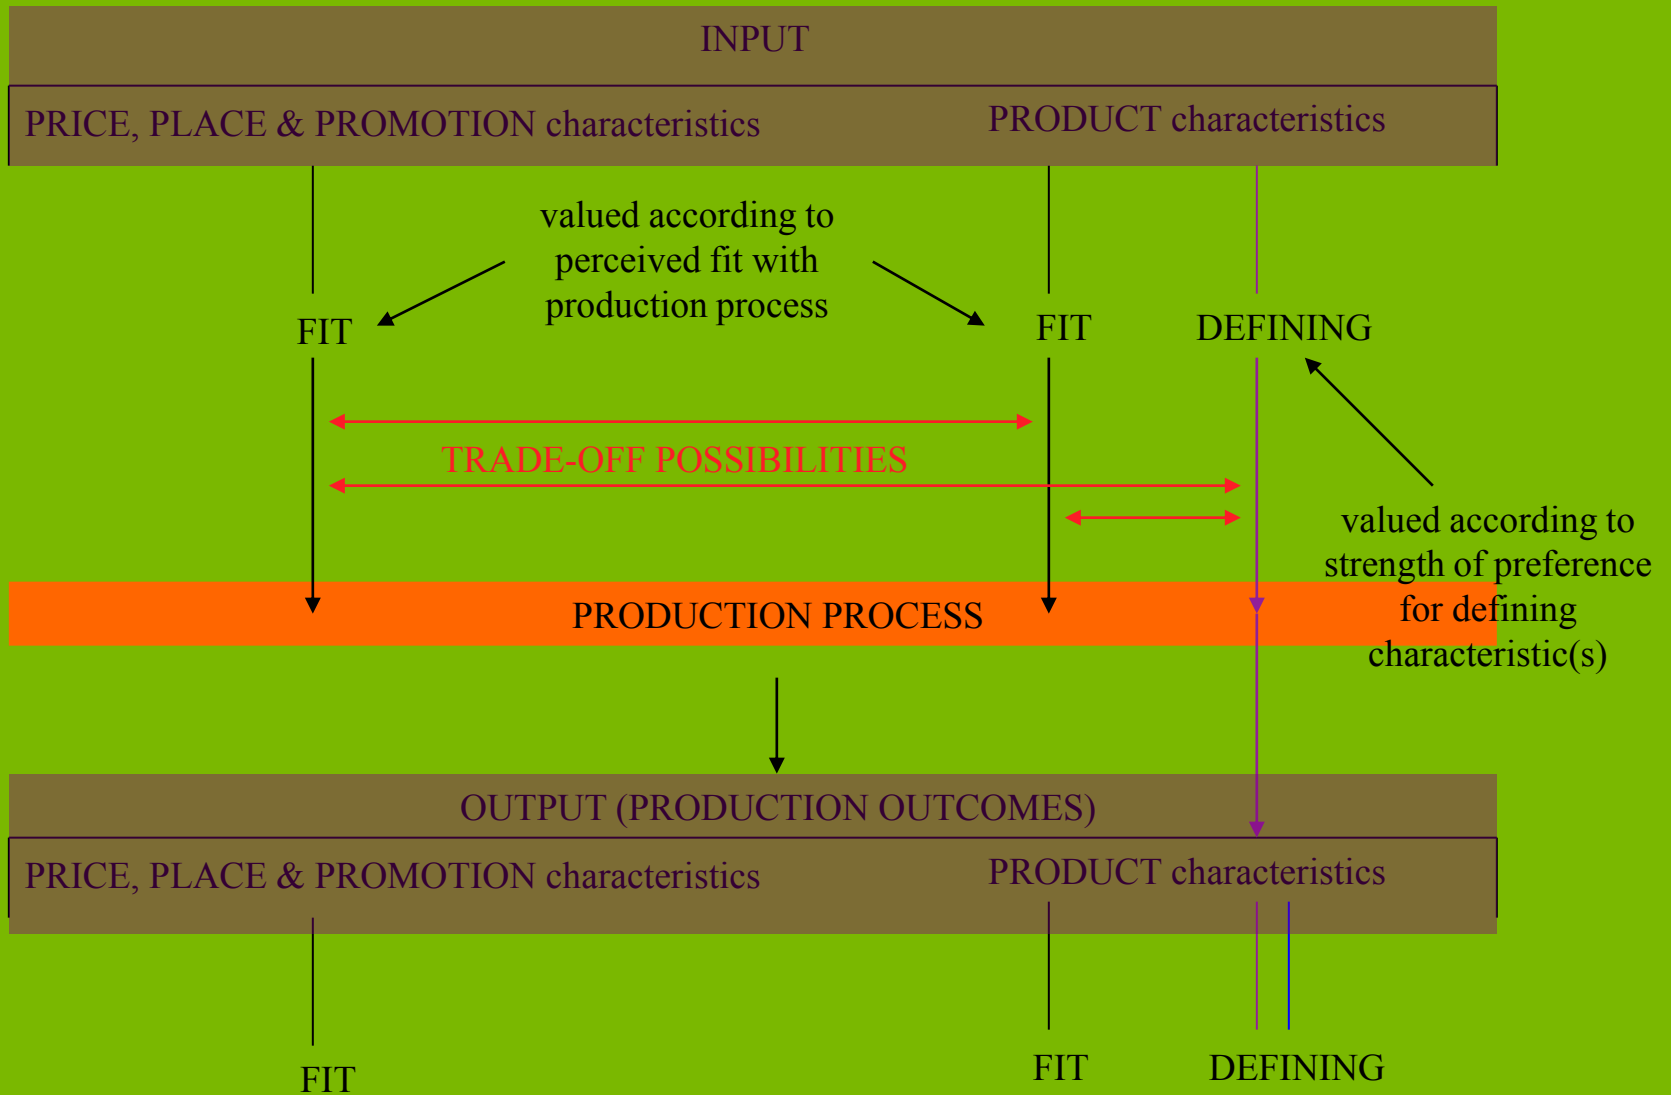 INPUT
PRICE, PLACE & PROMOTION characteristics
PRODUCT characteristics
valued according to
perceived fit with
production process
FIT
FIT
DEFINING
TRADE-OFF POSSIBILITIES
valued according to
strength of preference
for defining
characteristic(s)
PRODUCTION PROCESS
OUTPUT (PRODUCTION OUTCOMES)
PRICE, PLACE & PROMOTION characteristics
PRODUCT characteristics
FIT
FIT
DEFINING